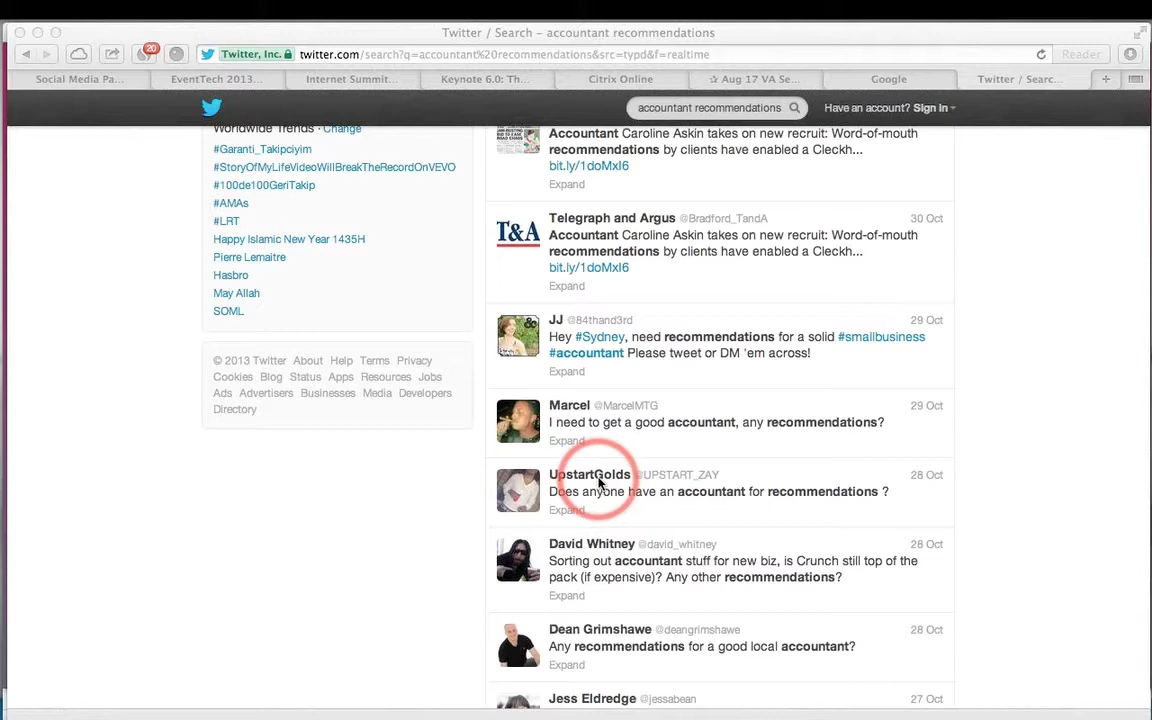 Twitter / Search – accountant recommendations
20
Twitter, Inc.
twitter.com/search?q=accountant%20recommendations&src=typd&f=realtime
Reader
Social Media Pa...
EventTech 2013...
Internet Summit...
Keynote 6.0: Th...
Citrix Online
☆ Aug 17 VA Se...
Google
Twitter / Searc...
+
accountant recommendations
Have an account? Sign in
Worldwide Trends · Change
#Garanti_Takipciyim
#StoryOfMyLifeVideoWillBreakTheRecordOnVEVO
#100de100GeriTakip
#AMAs
#LRT
Happy Islamic New Year 1435H
Pierre Lemaitre
Hasbro
May Allah
SOML
© 2013 Twitter About Help Terms Privacy
Cookies Blog Status Apps Resources Jobs
Ads Advertisers Businesses Media Developers
Directory
Accountant Caroline Askin takes on new recruit: Word-of-mouth
recommendations by clients have enabled a Cleckh...
bit.ly/1doMxI6
Expand
T&A
Telegraph and Argus @Bradford_TandA 30 Oct
Accountant Caroline Askin takes on new recruit: Word-of-mouth
recommendations by clients have enabled a Cleckh...
bit.ly/1doMxI6
Expand
JJ @84thand3rd 29 Oct
Hey #Sydney, need recommendations for a solid #smallbusiness
#accountant Please tweet or DM 'em across!
Expand
Marcel @MarcelMTG 29 Oct
I need to get a good accountant, any recommendations?
Expand
UpstartGolds @UPSTART_ZAY 28 Oct
Does anyone have an accountant for recommendations ?
Expand
David Whitney @david_whitney 28 Oct
Sorting out accountant stuff for new biz, is Crunch still top of the
pack (if expensive)? Any other recommendations?
Expand
Dean Grimshawe @deangrimshawe 28 Oct
Any recommendations for a good local accountant?
Expand
Jess Eldredge @jessabean 27 Oct